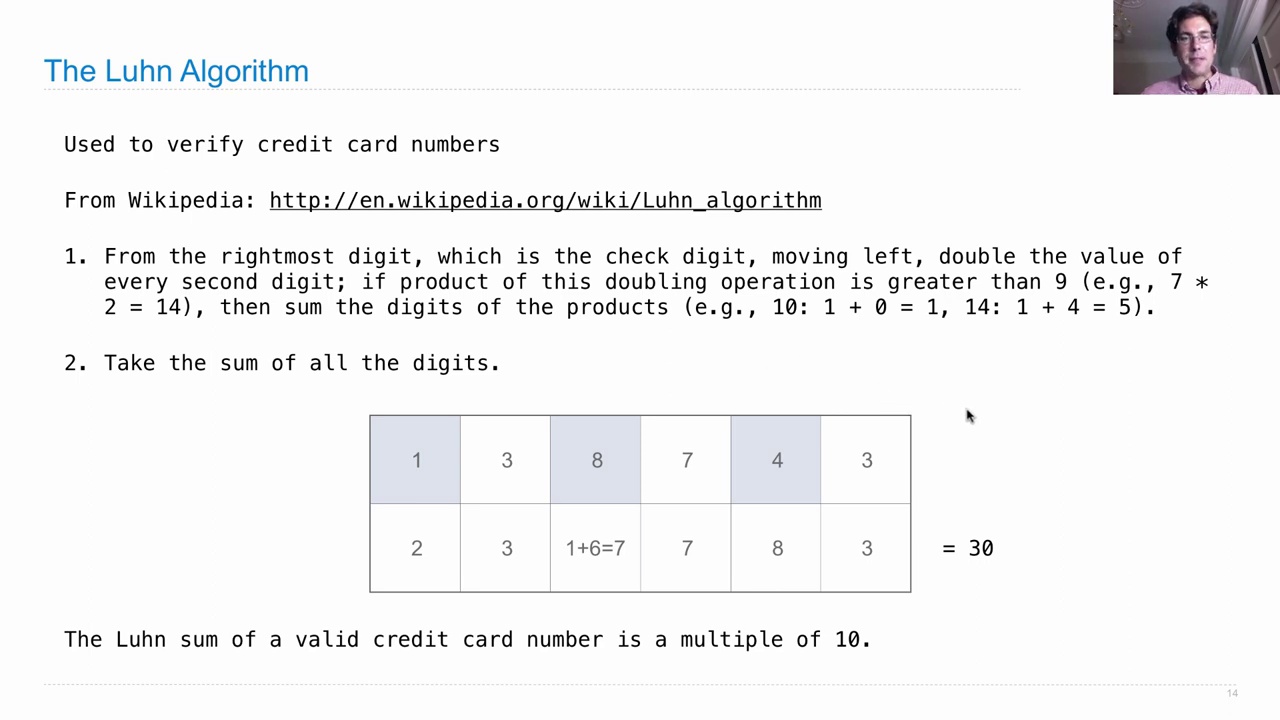 The Luhn Algorithm
Used to verify credit card numbers
From Wikipedia: http://en.wikipedia.org/wiki/Luhn_algorithm
1. From the rightmost digit, which is the check digit, moving left, double the value of
every second digit; if product of this doubling operation is greater than 9 (e.g., 7 *
2 = 14), then sum the digits of the products (e.g., 10: 1 + 0 = 1, 14: 1 + 4 = 5).
2. Take the sum of all the digits.
1 3 8 7 4 3
2 3 1+6=7 7 8 3 = 30
The Luhn sum of a valid credit card number is a multiple of 10.
14